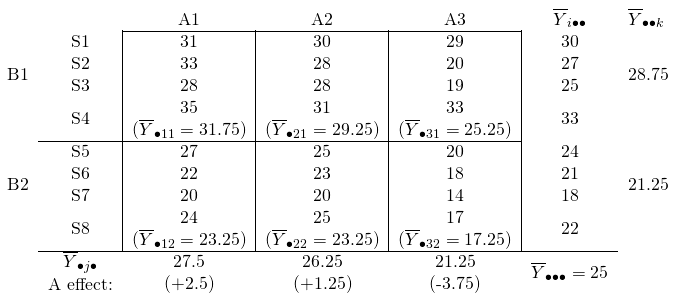 A1 A2 A3 Y̅ᵢ•• Y̅••ₖ
S1 31 30 29 30
S2 33 28 20 27
B1 28.75
S3 28 28 19 25
35 31 33
S4 33
(Y̅•₁₁ = 31.75) (Y̅•₂₁ = 29.25) (Y̅•₃₁ = 25.25)
S5 27 25 20 24
S6 22 23 18 21
B2 21.25
S7 20 20 14 18
24 25 17
S8 22
(Y̅•₁₂ = 23.25) (Y̅•₂₂ = 23.25) (Y̅•₃₂ = 17.25)
Y̅•ⱼ• 27.5 26.25 21.25
Y̅••• = 25
A effect: (+2.5) (+1.25) (-3.75)